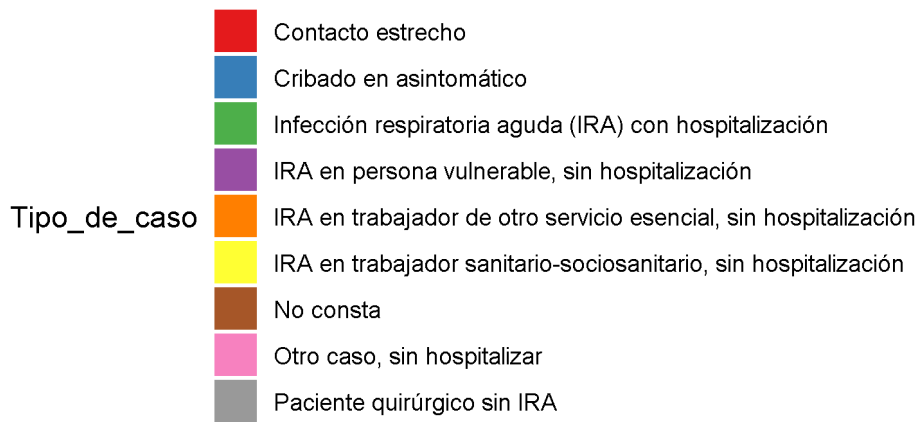 Tipo_de_caso
Contacto estrecho
Cribado en asintomático
Infección respiratoria aguda (IRA) con hospitalización
IRA en persona vulnerable, sin hospitalización
IRA en trabajador de otro servicio esencial, sin hospitalización
IRA en trabajador sanitario-sociosanitario, sin hospitalización
No consta
Otro caso, sin hospitalizar
Paciente quirúrgico sin IRA